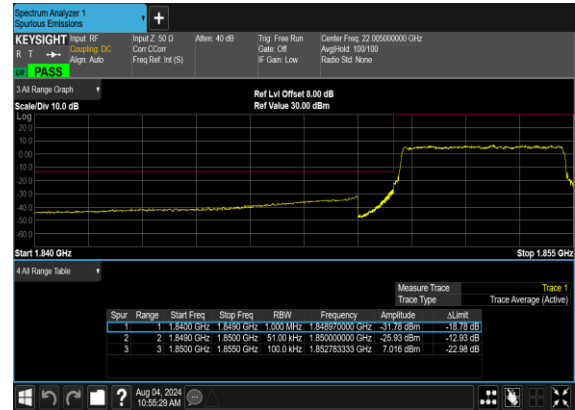 Spectrum Analyzer 1
Spurious Emissions
KEYSIGHT Input: RF Input Z: 50 Ω Atten: 40 dB Trig: Free Run Center Freq: 22.005000000 GHz
R T Coupling: DC Corr CCorr Gate: Off Avg|Hold: 100/100
Align: Auto Freq Ref: Int (S) IF Gain: Low Radio Std: None
PASS
3 All Range Graph
Ref Lvl Offset 8.00 dB
Scale/Div 10.0 dB Ref Value 30.00 dBm
Log
20.0
10.0
0.00
-10.0
-20.0
-30.0
-40.0
-50.0
-60.0
Start 1.840 GHz Stop 1.855 GHz
4 All Range Table
Measure Trace Trace 1
Trace Type Trace Average (Active)
Spur Range Start Freq Stop Freq RBW Frequency Amplitude ΔLimit
1 1 1.8400 GHz 1.8490 GHz 1.000 MHz 1.848970000 GHz -31.78 dBm -18.78 dB
2 2 1.8490 GHz 1.8500 GHz 51.00 kHz 1.850000000 GHz -25.93 dBm -12.93 dB
3 3 1.8500 GHz 1.8550 GHz 100.0 kHz 1.852783333 GHz 7.016 dBm -22.98 dB
?
Aug 04, 2024
10:55:29 AM